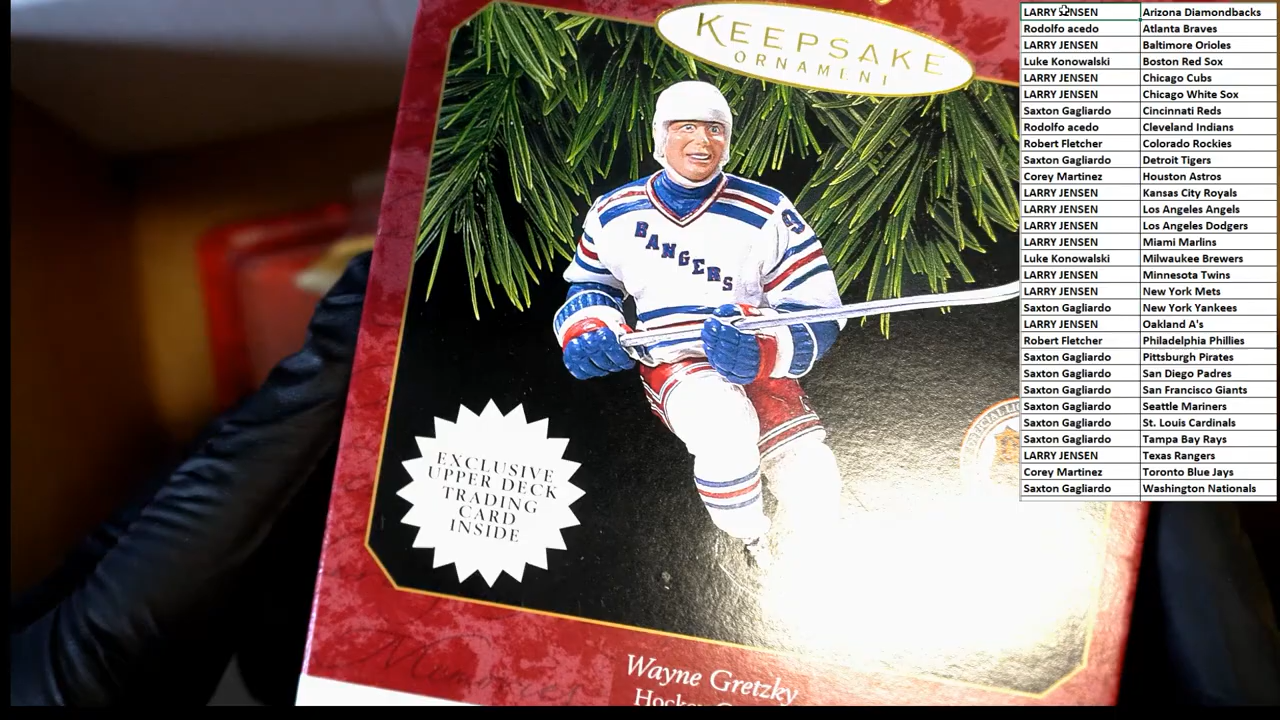 KEEPSAKE
ORNAMENT
RANGERS
9
EXCLUSIVE
UPPER DECK
TRADING
CARD
INSIDE
Wayne Gretzky
Hockey
LARRY JENSEN Arizona Diamondbacks
Rodolfo acedo Atlanta Braves
LARRY JENSEN Baltimore Orioles
Luke Konowalski Boston Red Sox
LARRY JENSEN Chicago Cubs
LARRY JENSEN Chicago White Sox
Saxton Gagliardo Cincinnati Reds
Rodolfo acedo Cleveland Indians
Robert Fletcher Colorado Rockies
Saxton Gagliardo Detroit Tigers
Corey Martinez Houston Astros
LARRY JENSEN Kansas City Royals
LARRY JENSEN Los Angeles Angels
LARRY JENSEN Los Angeles Dodgers
LARRY JENSEN Miami Marlins
Luke Konowalski Milwaukee Brewers
LARRY JENSEN Minnesota Twins
LARRY JENSEN New York Mets
Saxton Gagliardo New York Yankees
LARRY JENSEN Oakland A's
Robert Fletcher Philadelphia Phillies
Saxton Gagliardo Pittsburgh Pirates
Saxton Gagliardo San Diego Padres
Saxton Gagliardo San Francisco Giants
Saxton Gagliardo Seattle Mariners
Saxton Gagliardo St. Louis Cardinals
Saxton Gagliardo Tampa Bay Rays
LARRY JENSEN Texas Rangers
Corey Martinez Toronto Blue Jays
Saxton Gagliardo Washington Nationals